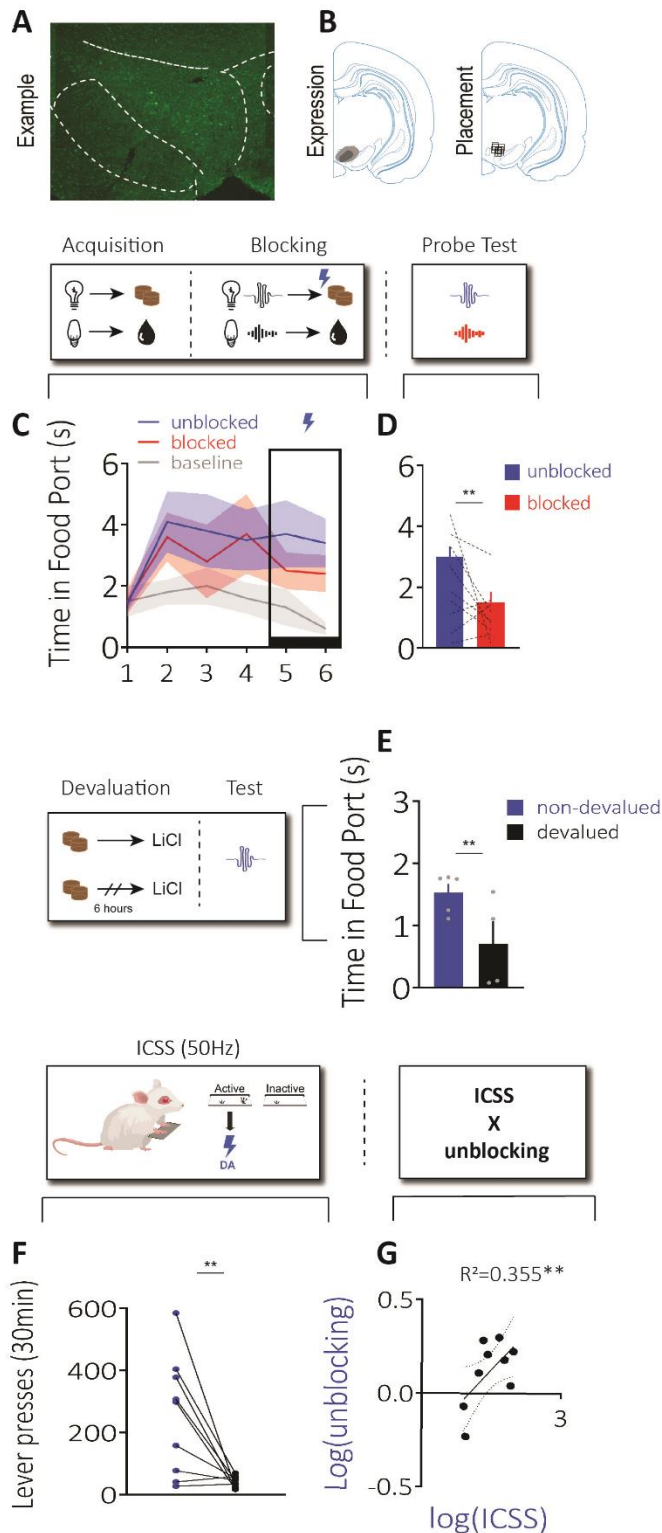 A
B
Example
Expression
Placement
Acquisition
Blocking
Probe Test
C
D
unblocked
blocked
baseline
Time in Food Port (s)
6
4
2
0
1 2 3 4 5 6
6
4
2
0
**
unblocked
blocked
E
Devaluation
Test
LiCl
LiCl
6 hours
Time in Food Port (s)
3
2
1
0
**
non-devalued
devalued
ICSS (50Hz)
Active
Inactive
DA
ICSS
X
unblocking
F
G
**
Lever presses (30min)
600
400
200
0
R²=0.355**
Log(unblocking)
0.5
0.0
-0.5
3
log(ICSS)